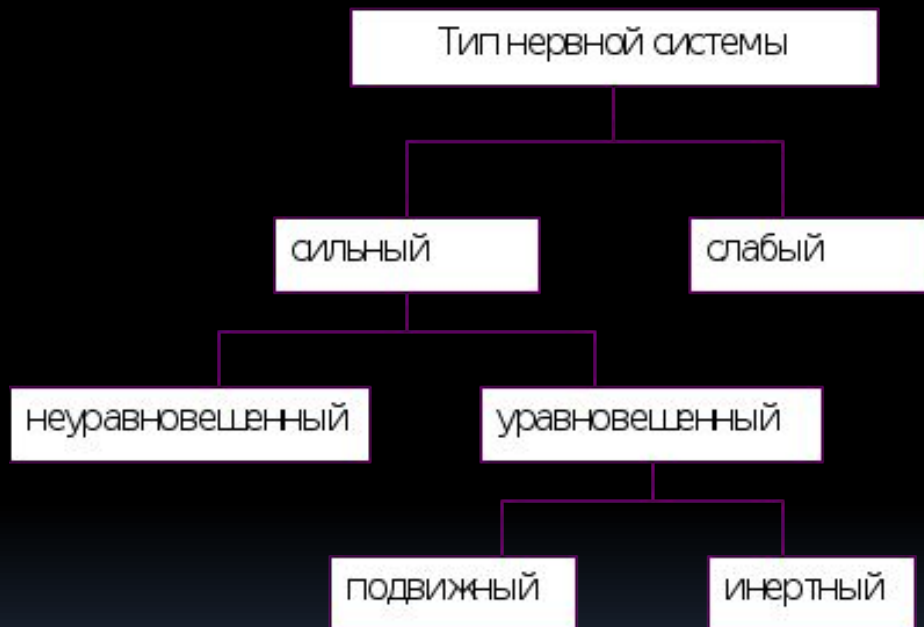 Тип нервной системы
сильный
слабый
неуравновешенный
уравновешенный
подвижный
инертный